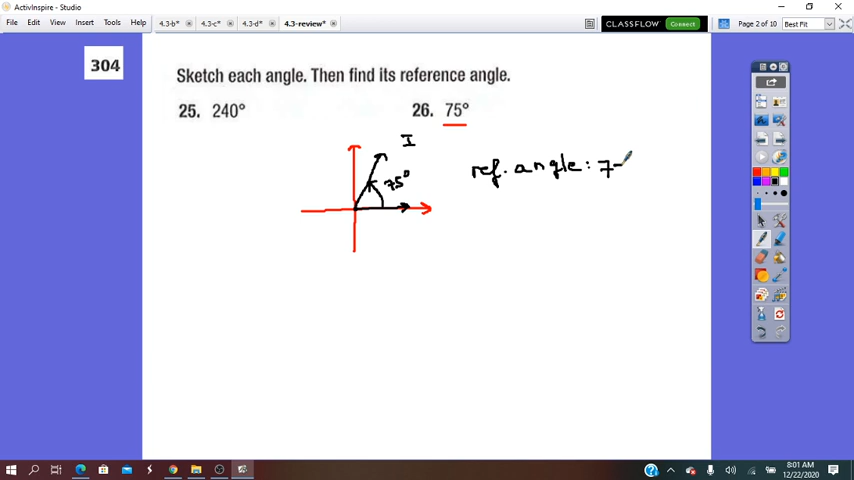 ActivInspire - Studio
File Edit View Insert Tools Help
4.3-b* 4.3-c* 4.3-d* 4.3-review*
CLASSFLOW Connect
Page 2 of 10 Best Fit
304
Sketch each angle. Then find its reference angle.
25. 240° 26. 75°
I
75°
ref. angle: 7
8:01 AM
12/22/2020